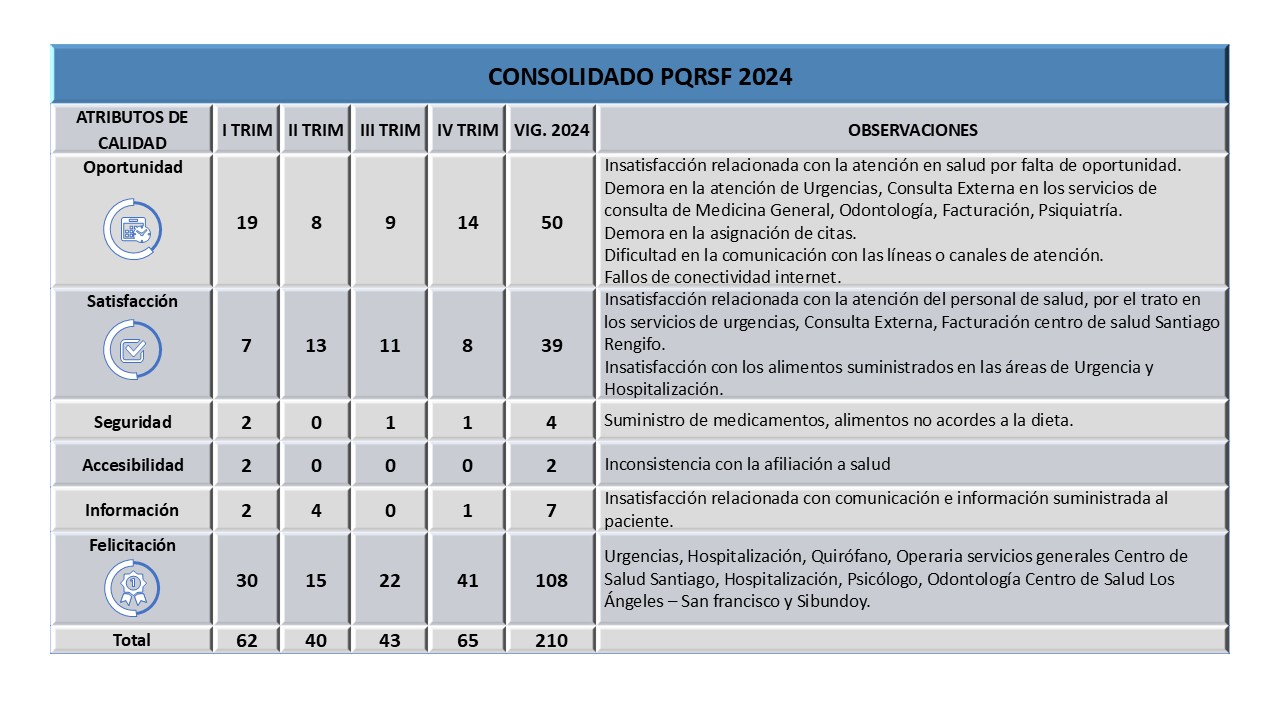 CONSOLIDADO PQRSF 2024
ATRIBUTOS DE
CALIDAD
I TRIM
II TRIM
III TRIM
IV TRIM
VIG. 2024
OBSERVACIONES
Oportunidad
19
8
9
14
50
Insatisfacción relacionada con la atención en salud por falta de oportunidad.
Demora en la atención de Urgencias, Consulta Externa en los servicios de
consulta de Medicina General, Odontología, Facturación, Psiquiatría.
Demora en la asignación de citas.
Dificultad en la comunicación con las líneas o canales de atención.
Fallos de conectividad internet.
Satisfacción
7
13
11
8
39
Insatisfacción relacionada con la atención del personal de salud, por el trato en
los servicios de urgencias, Consulta Externa, Facturación centro de salud Santiago
Rengifo.
Insatisfacción con los alimentos suministrados en las áreas de Urgencia y
Hospitalización.
Seguridad
2
0
1
1
4
Suministro de medicamentos, alimentos no acordes a la dieta.
Accesibilidad
2
0
0
0
2
Inconsistencia con la afiliación a salud
Información
2
4
0
1
7
Insatisfacción relacionada con comunicación e información suministrada al
paciente.
Felicitación
1
30
15
22
41
108
Urgencias, Hospitalización, Quirófano, Operaria servicios generales Centro de
Salud Santiago, Hospitalización, Psicólogo, Odontología Centro de Salud Los
Ángeles – San francisco y Sibundoy.
Total
62
40
43
65
210